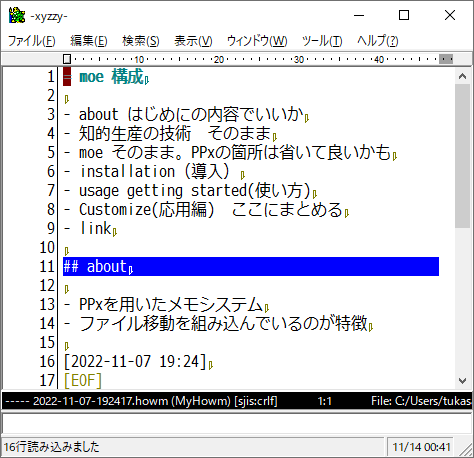 -xyzzy-
ファイル(F) 編集(E) 検索(S) 表示(V) ウィンドウ(W) ツール(T) ヘルプ(?)
10 20 30 40
1 = moe 構成
2
3 - about はじめにの内容でいいか
4 - 知的生産の技術　そのまま
5 - moe そのまま。PPxの箇所は省いて良いかも
6 - installation（導入）
7 - usage getting started(使い方)
8 - Customize(応用編)　ここにまとめる
9 - link
10
11 ## about
12
13 - PPxを用いたメモシステム
14 - ファイル移動を組み込んでいるのが特徴
15
16 [2022-11-07 19:24]
17 [EOF]
----- 2022-11-07-192417.howm (MyHowm) [sjis:crlf] 1:1 File: C:/Users/tukas
16行読み込みました 11/14 00:41